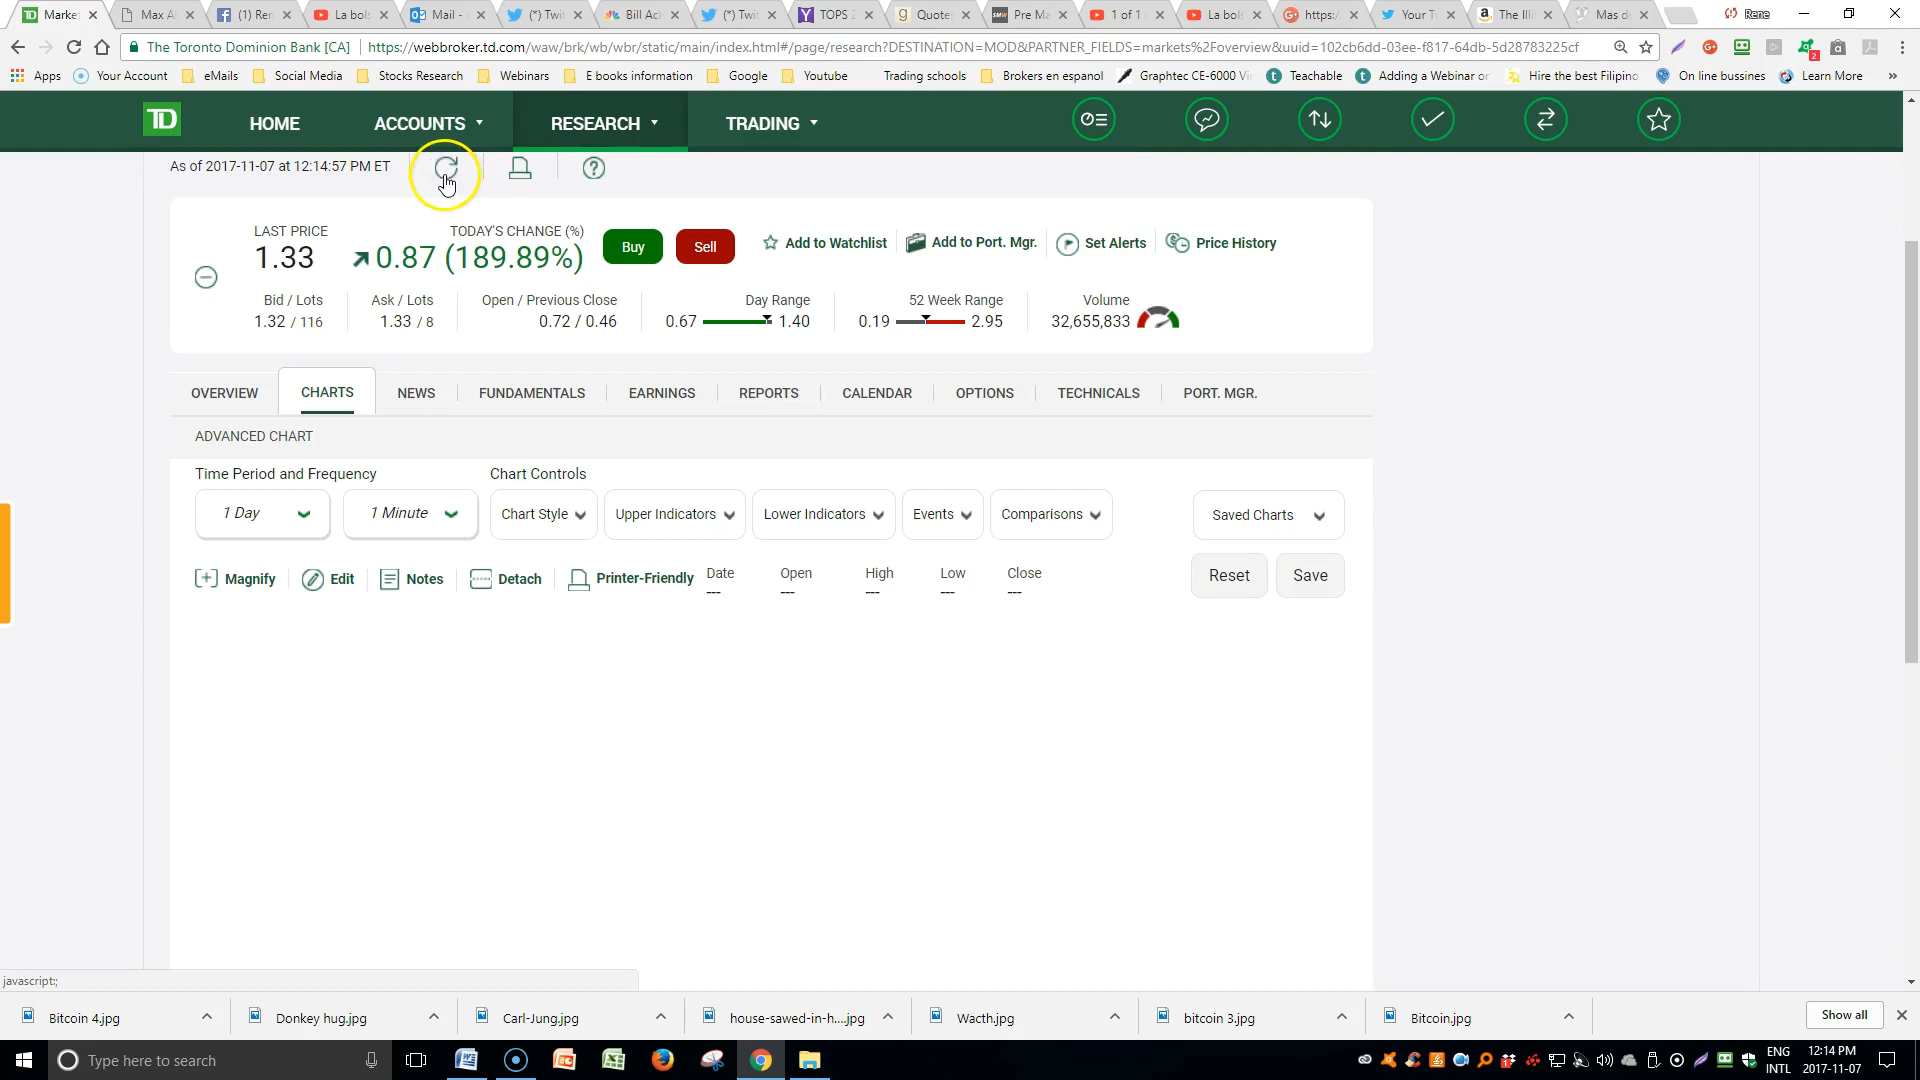 Market
Max A
(1) Ren
La bols
Mail -
(*) Twit
Bill Ac
(*) Twit
TOPS 2
Quote
Pre Ma
1 of 1
La bols
https:/
Your T
The Illi
Mas d
Rene
The Toronto Dominion Bank [CA]
https://webbroker.td.com/waw/brk/wb/wbr/static/main/index.html#/page/research?DESTINATION=MOD&PARTNER_FIELDS=markets%2Foverview&uuid=102cb6dd-03ee-f817-64db-5d28783225cf
Apps
Your Account
eMails
Social Media
Stocks Research
Webinars
E books information
Google
Youtube
Trading schools
Brokers en espanol
Graphtec CE-6000 Vi
Teachable
Adding a Webinar or
Hire the best Filipino
On line bussines
Learn More
TD
HOME
ACCOUNTS
RESEARCH
TRADING
As of 2017-11-07 at 12:14:57 PM ET
LAST PRICE
1.33
TODAY'S CHANGE (%)
0.87 (189.89%)
Buy
Sell
Add to Watchlist
Add to Port. Mgr.
Set Alerts
Price History
Bid / Lots
1.32 / 116
Ask / Lots
1.33 / 8
Open / Previous Close
0.72 / 0.46
Day Range
0.67 1.40
52 Week Range
0.19 2.95
Volume
32,655,833
OVERVIEW
CHARTS
NEWS
FUNDAMENTALS
EARNINGS
REPORTS
CALENDAR
OPTIONS
TECHNICALS
PORT. MGR.
ADVANCED CHART
Time Period and Frequency
Chart Controls
1 Day
1 Minute
Chart Style
Upper Indicators
Lower Indicators
Events
Comparisons
Saved Charts
Magnify
Edit
Notes
Detach
Printer-Friendly
Date
---
Open
---
High
---
Low
---
Close
---
Reset
Save
javascript:;
Bitcoin 4.jpg
Donkey hug.jpg
Carl-Jung.jpg
house-sawed-in-h....jpg
Wacth.jpg
bitcoin 3.jpg
Bitcoin.jpg
Show all
Type here to search
ENG
INTL
12:14 PM
2017-11-07